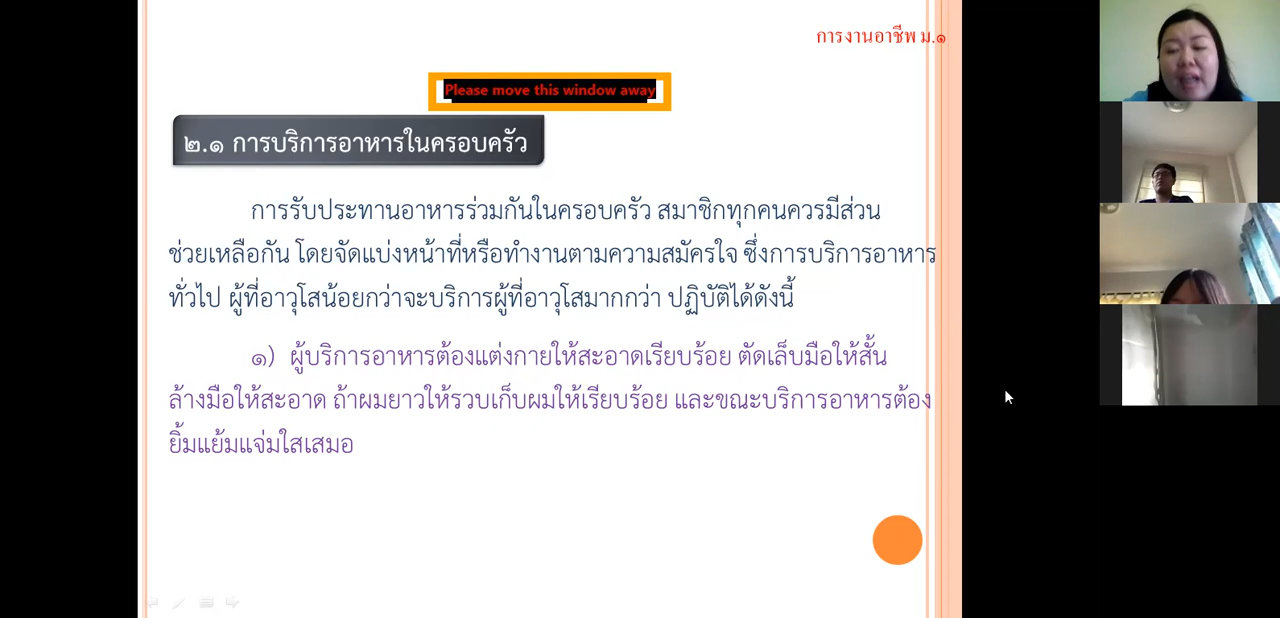 การงานอาชีพ ม.๑
Please move this window away
๒.๑ การบริการอาหารในครอบครัว
การรับประทานอาหารร่วมกันในครอบครัว สมาชิกทุกคนควรมีส่วน
ช่วยเหลือกัน โดยจัดแบ่งหน้าที่หรือทำงานตามความสมัครใจ ซึ่งการบริการอาหาร
ทั่วไป ผู้ที่อาวุโสน้อยกว่าจะบริการผู้ที่อาวุโสมากกว่า ปฏิบัติได้ดังนี้
๑) ผู้บริการอาหารต้องแต่งกายให้สะอาดเรียบร้อย ตัดเล็บมือให้สั้น
ล้างมือให้สะอาด ถ้าผมยาวให้รวบเก็บผมให้เรียบร้อย และขณะบริการอาหารต้อง
ยิ้มแย้มแจ่มใสเสมอ